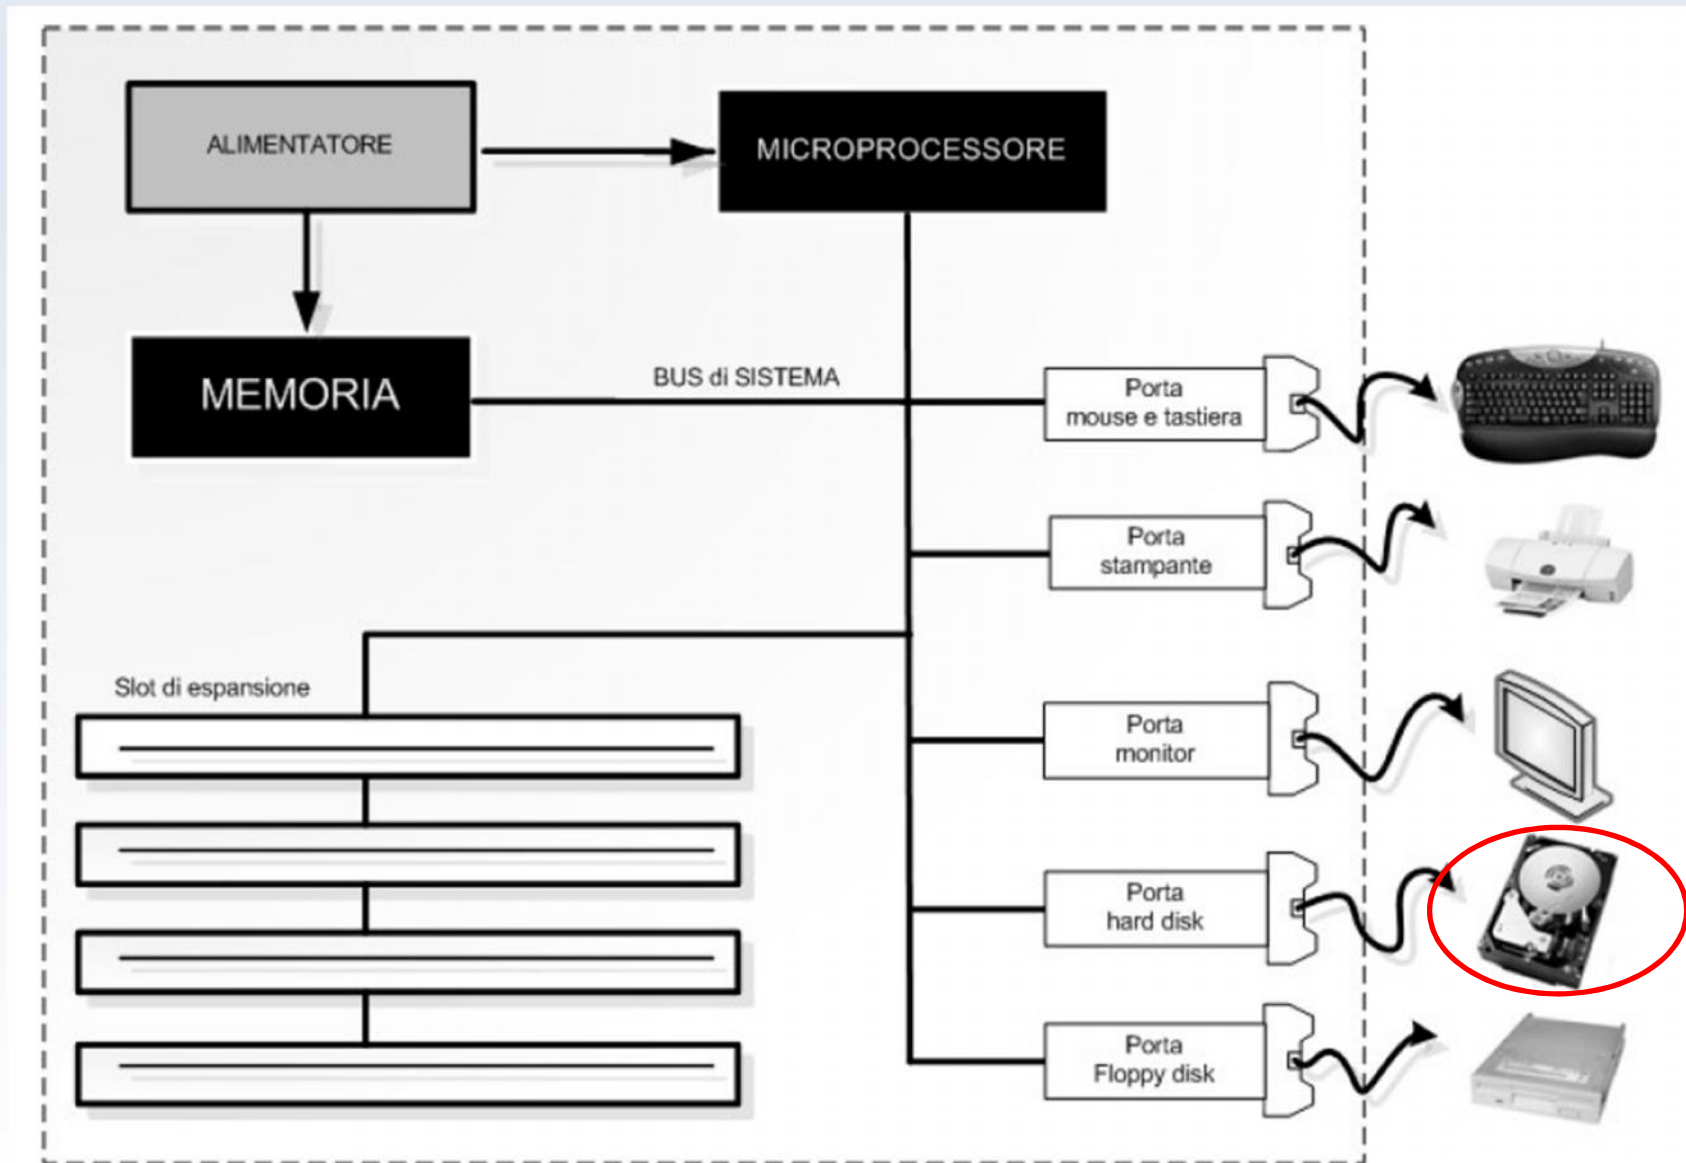 ALIMENTATORE
MICROPROCESSORE
MEMORIA
BUS di SISTEMA
Porta
mouse e tastiera
Porta
stampante
Slot di espansione
Porta
monitor
Porta
hard disk
Porta
Floppy disk